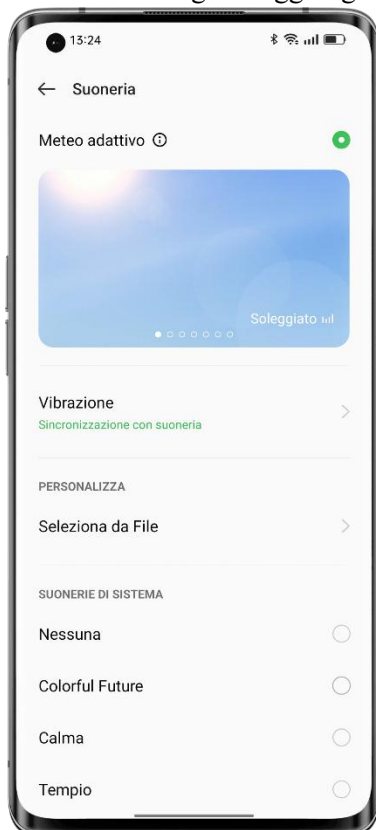 13:24
Suoneria
Meteo adattivo
Soleggiato
Vibrazione
Sincronizzazione con suoneria
PERSONALIZZA
Seleziona da File
SUONERIE DI SISTEMA
Nessuna
Colorful Future
Calma
Tempio